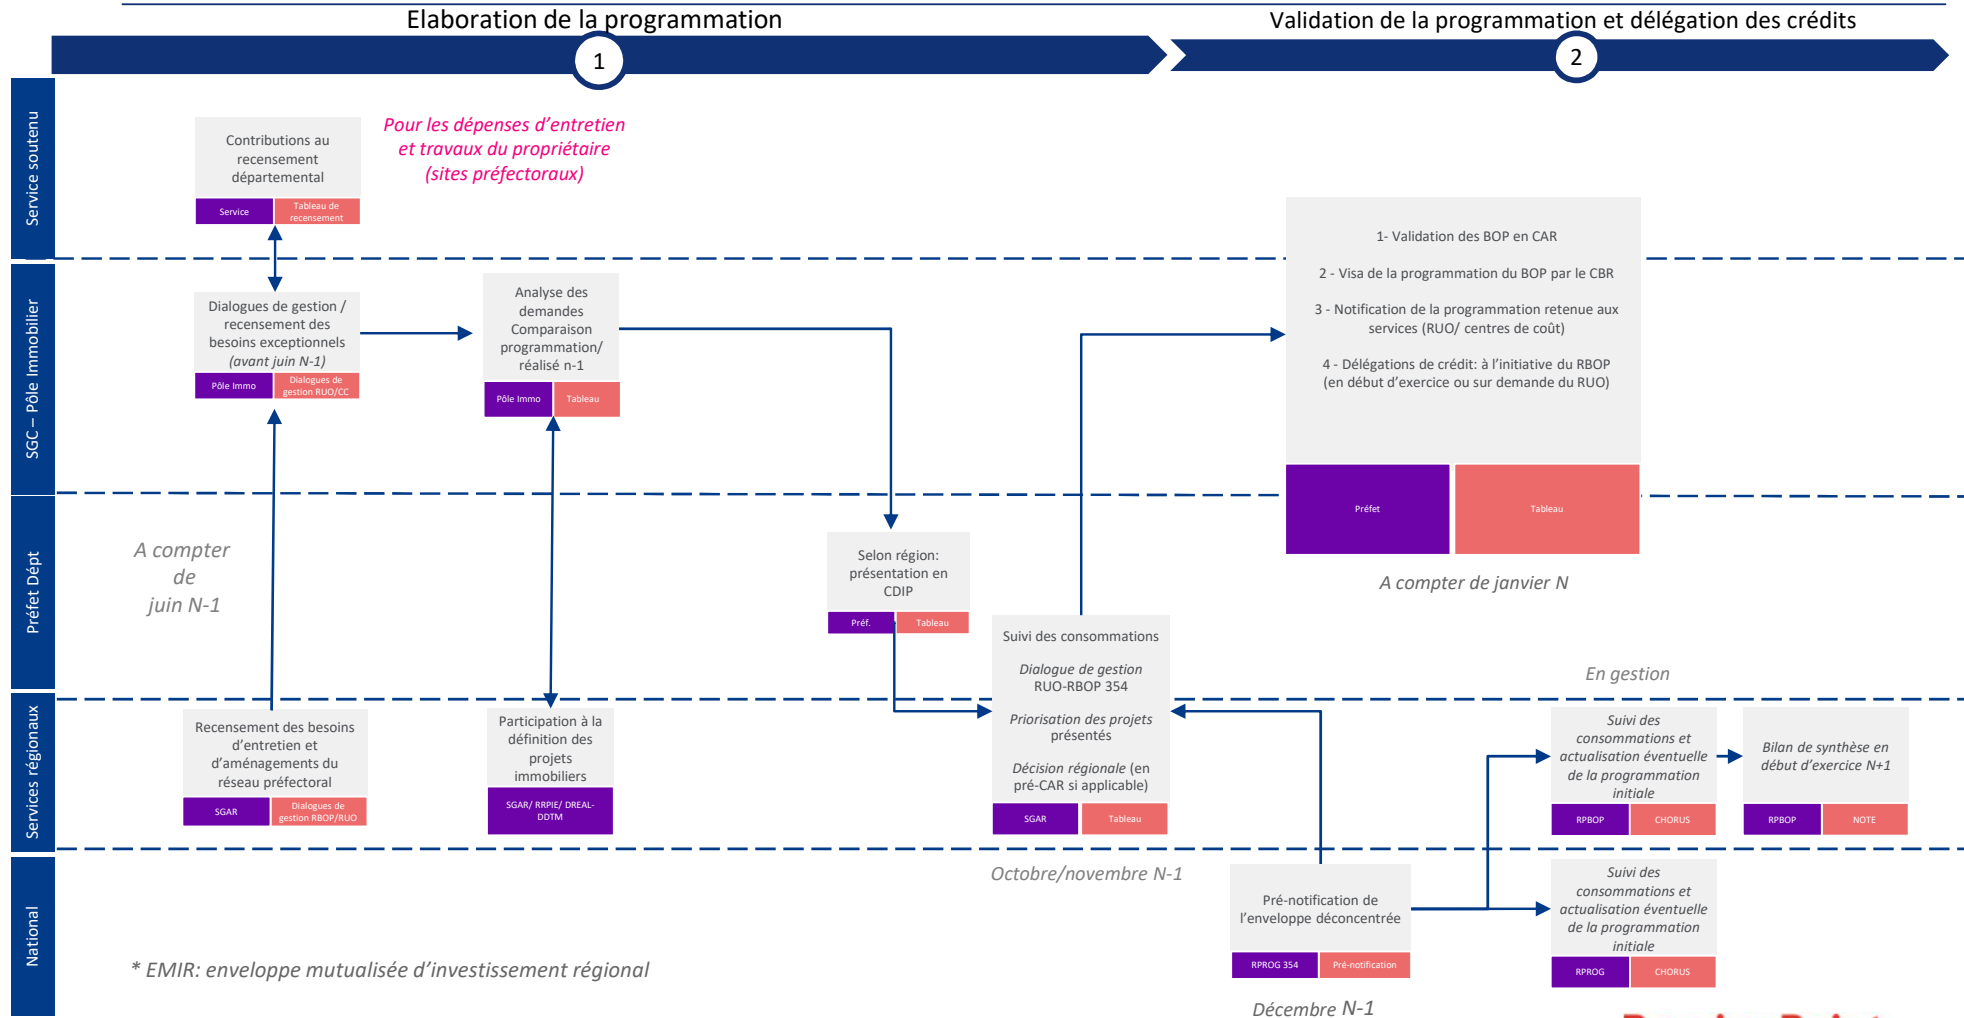 Elaboration de la programmation
Validation de la programmation et délégation des crédits
1
2
Service soutenu
Contributions au
recensement
départemental
Service
Tableau de
recensement
Pour les dépenses d'entretien
et travaux du propriétaire
(sites préfectoraux)
SGC – Pôle Immobilier
Dialogues de gestion /
recensement des
besoins exceptionnels
(avant juin N-1)
Pôle Immo
Dialogues de
gestion RUO/CC
Analyse des
demandes
Comparaison
programmation/
réalisé n-1
Pôle Immo
Tableau
1- Validation des BOP en CAR
2 - Visa de la programmation du BOP par le CBR
3 - Notification de la programmation retenue aux
services (RUO/ centres de coût)
4 - Délégations de crédit: à l'initiative du RBOP
(en début d'exercice ou sur demande du RUO)
Préfet
Tableau
A compter de janvier N
Préfet Dépt
A compter
de
juin N-1
Selon région:
présentation en
CDIP
Préf.
Tableau
Suivi des consommations
Dialogue de gestion
RUO-RBOP 354
Priorisation des projets
présentés
Décision régionale (en
pré-CAR si applicable)
SGAR
Tableau
Octobre/novembre N-1
En gestion
Services régionaux
Recensement des besoins
d'entretien et
d'aménagements du
réseau préfectoral
SGAR
Dialogues de
gestion RBOP/RUO
Participation à la
définition des
projets
immobiliers
SGAR/ RRPIE/ DREAL-
DDTM
Suivi des
consommations et
actualisation éventuelle
de la programmation
initiale
RPBOP
CHORUS
Bilan de synthèse en
début d'exercice N+1
RPBOP
NOTE
National
Pré-notification de
l'enveloppe déconcentrée
RPROG 354
Pré-notification
Décembre N-1
Suivi des
consommations et
actualisation éventuelle
de la programmation
initiale
RPROG
CHORUS
* EMIR: enveloppe mutualisée d'investissement régional